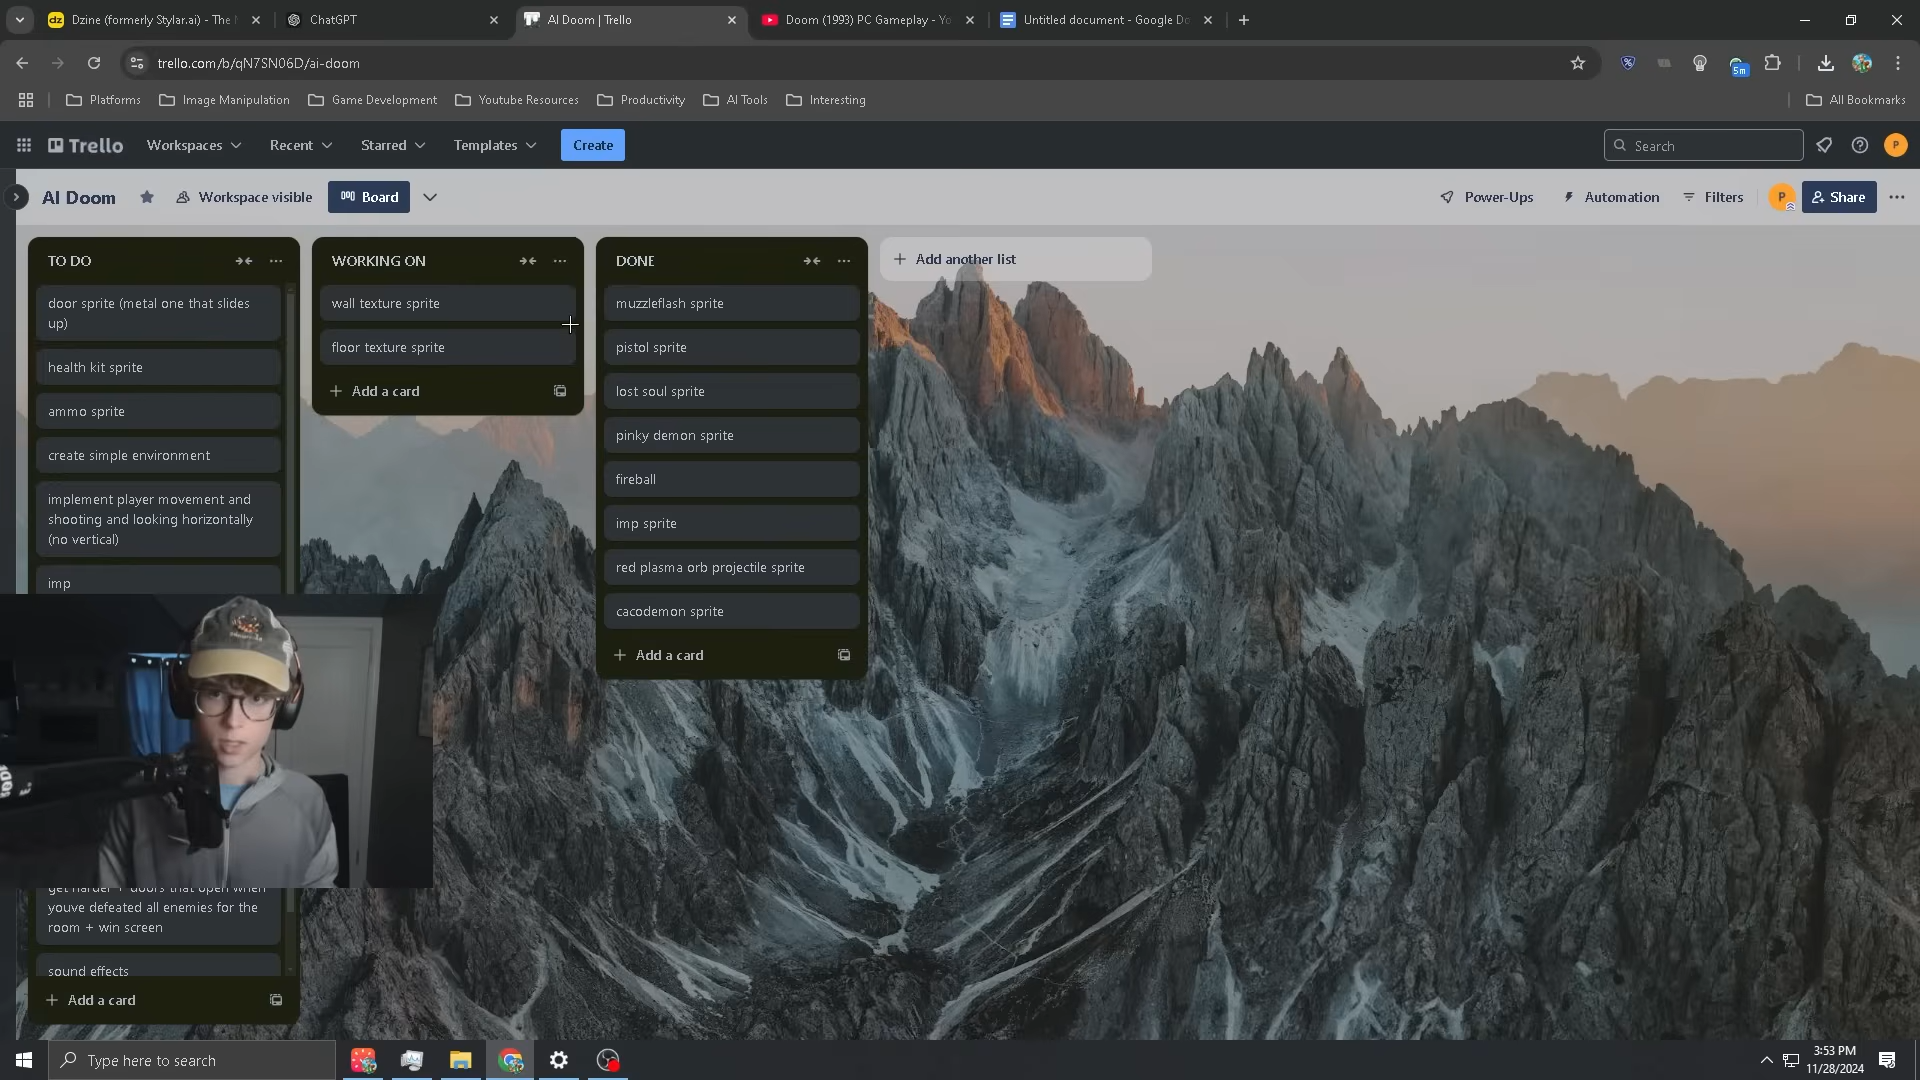 Dzine (formerly Stylar.ai) - The
ChatGPT
AI Doom | Trello
Doom (1993) PC Gameplay - Yo
Untitled document - Google Do
trello.com/b/qN7SN06D/ai-doom
5m
Platforms
Image Manipulation
Game Development
Youtube Resources
Productivity
AI Tools
Interesting
All Bookmarks
Trello
Workspaces
Recent
Starred
Templates
Create
Search
P
AI Doom
Workspace visible
Board
Power-Ups
Automation
Filters
P
Share
TO DO
door sprite (metal one that slides
up)
health kit sprite
ammo sprite
create simple environment
implement player movement and
shooting and looking horizontally
(no vertical)
imp
get harder + doors that open when
youve defeated all enemies for the
room + win screen
sound effects
Add a card
WORKING ON
wall texture sprite
floor texture sprite
Add a card
DONE
muzzleflash sprite
pistol sprite
lost soul sprite
pinky demon sprite
fireball
imp sprite
red plasma orb projectile sprite
cacodemon sprite
Add a card
Add another list
Type here to search
3:53 PM
11/28/2024